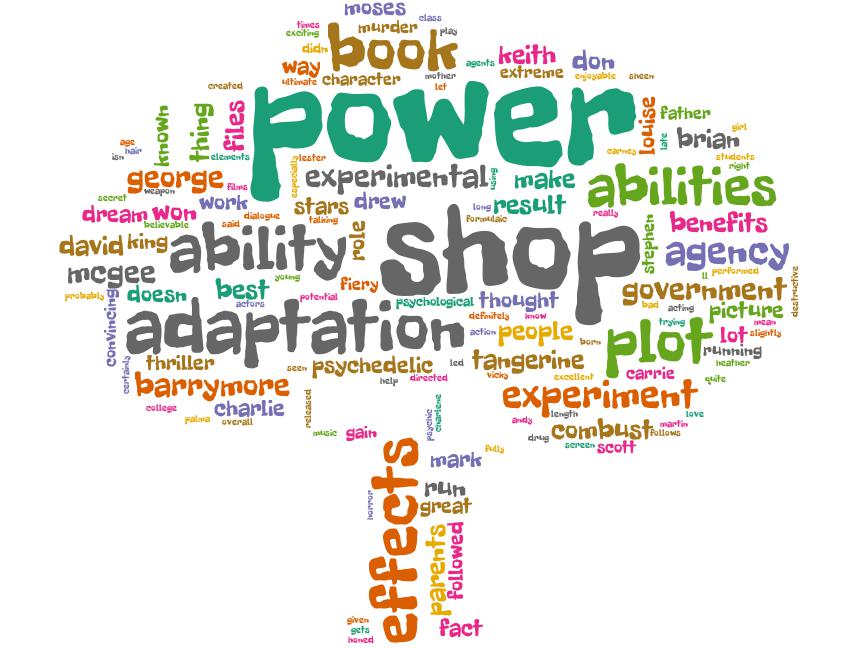 moses
class
times
exciting
murder
play
didn
book
agents
keith
don
way
ultimate
character
mother
let
extreme
enjoyable
sheen
created
power
known
thing
files
louise
father
late
brian
girl
age
hair
isn
elements
especially
lester
carney
students
right
george
films
experimental
using
make
abilities
secret
weapon
work
stars
drew
long
result
really
dream
won
believable
said
dialogue
talking
formulaic
benefits
david
king
ability
role
shop
stephen
agency
mcgee
young
fiery
ll
performed
probably
convincing
doesn
best
actors
potential
psychological
thought
government
destructive
adaptation
definitely
know
bad
acting
picture
action
people
born
plot
trying
mean
lot
slightly
running
thriller
seen
psychedelic
led
tangerine
heather
certainly
barrymore
help
directed
vicky
excellent
carrie
quite
experiment
college
charlie
palma
overall
released
psychic
charlene
andy
length
love
music
gain
drug
combust
martin
follows
screen
scott
effects
mark
fully
horror
run
great
parents
followed
given
gets
honed
fact